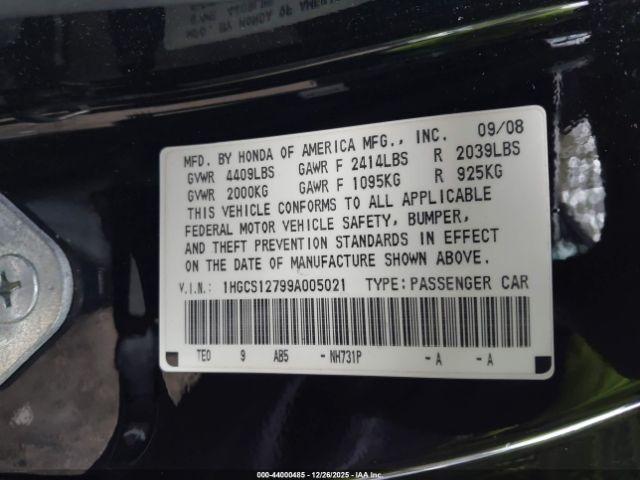 MFD. BY HONDA OF AMERICA MFG., INC. 09/08
GVWR 4409LBS GAWR F 2414LBS R 2039LBS
GVWR 2000KG GAWR F 1095KG R 925KG
THIS VEHICLE CONFORMS TO ALL APPLICABLE
FEDERAL MOTOR VEHICLE SAFETY, BUMPER,
AND THEFT PREVENTION STANDARDS IN EFFECT
ON THE DATE OF MANUFACTURE SHOWN ABOVE.
V.I.N.: 1HGCS12799A005021 TYPE:PASSENGER CAR
TEO 9 AB5 -NH731P -A -A
000-44000485 - 12/26/2025 - IAAI.COM